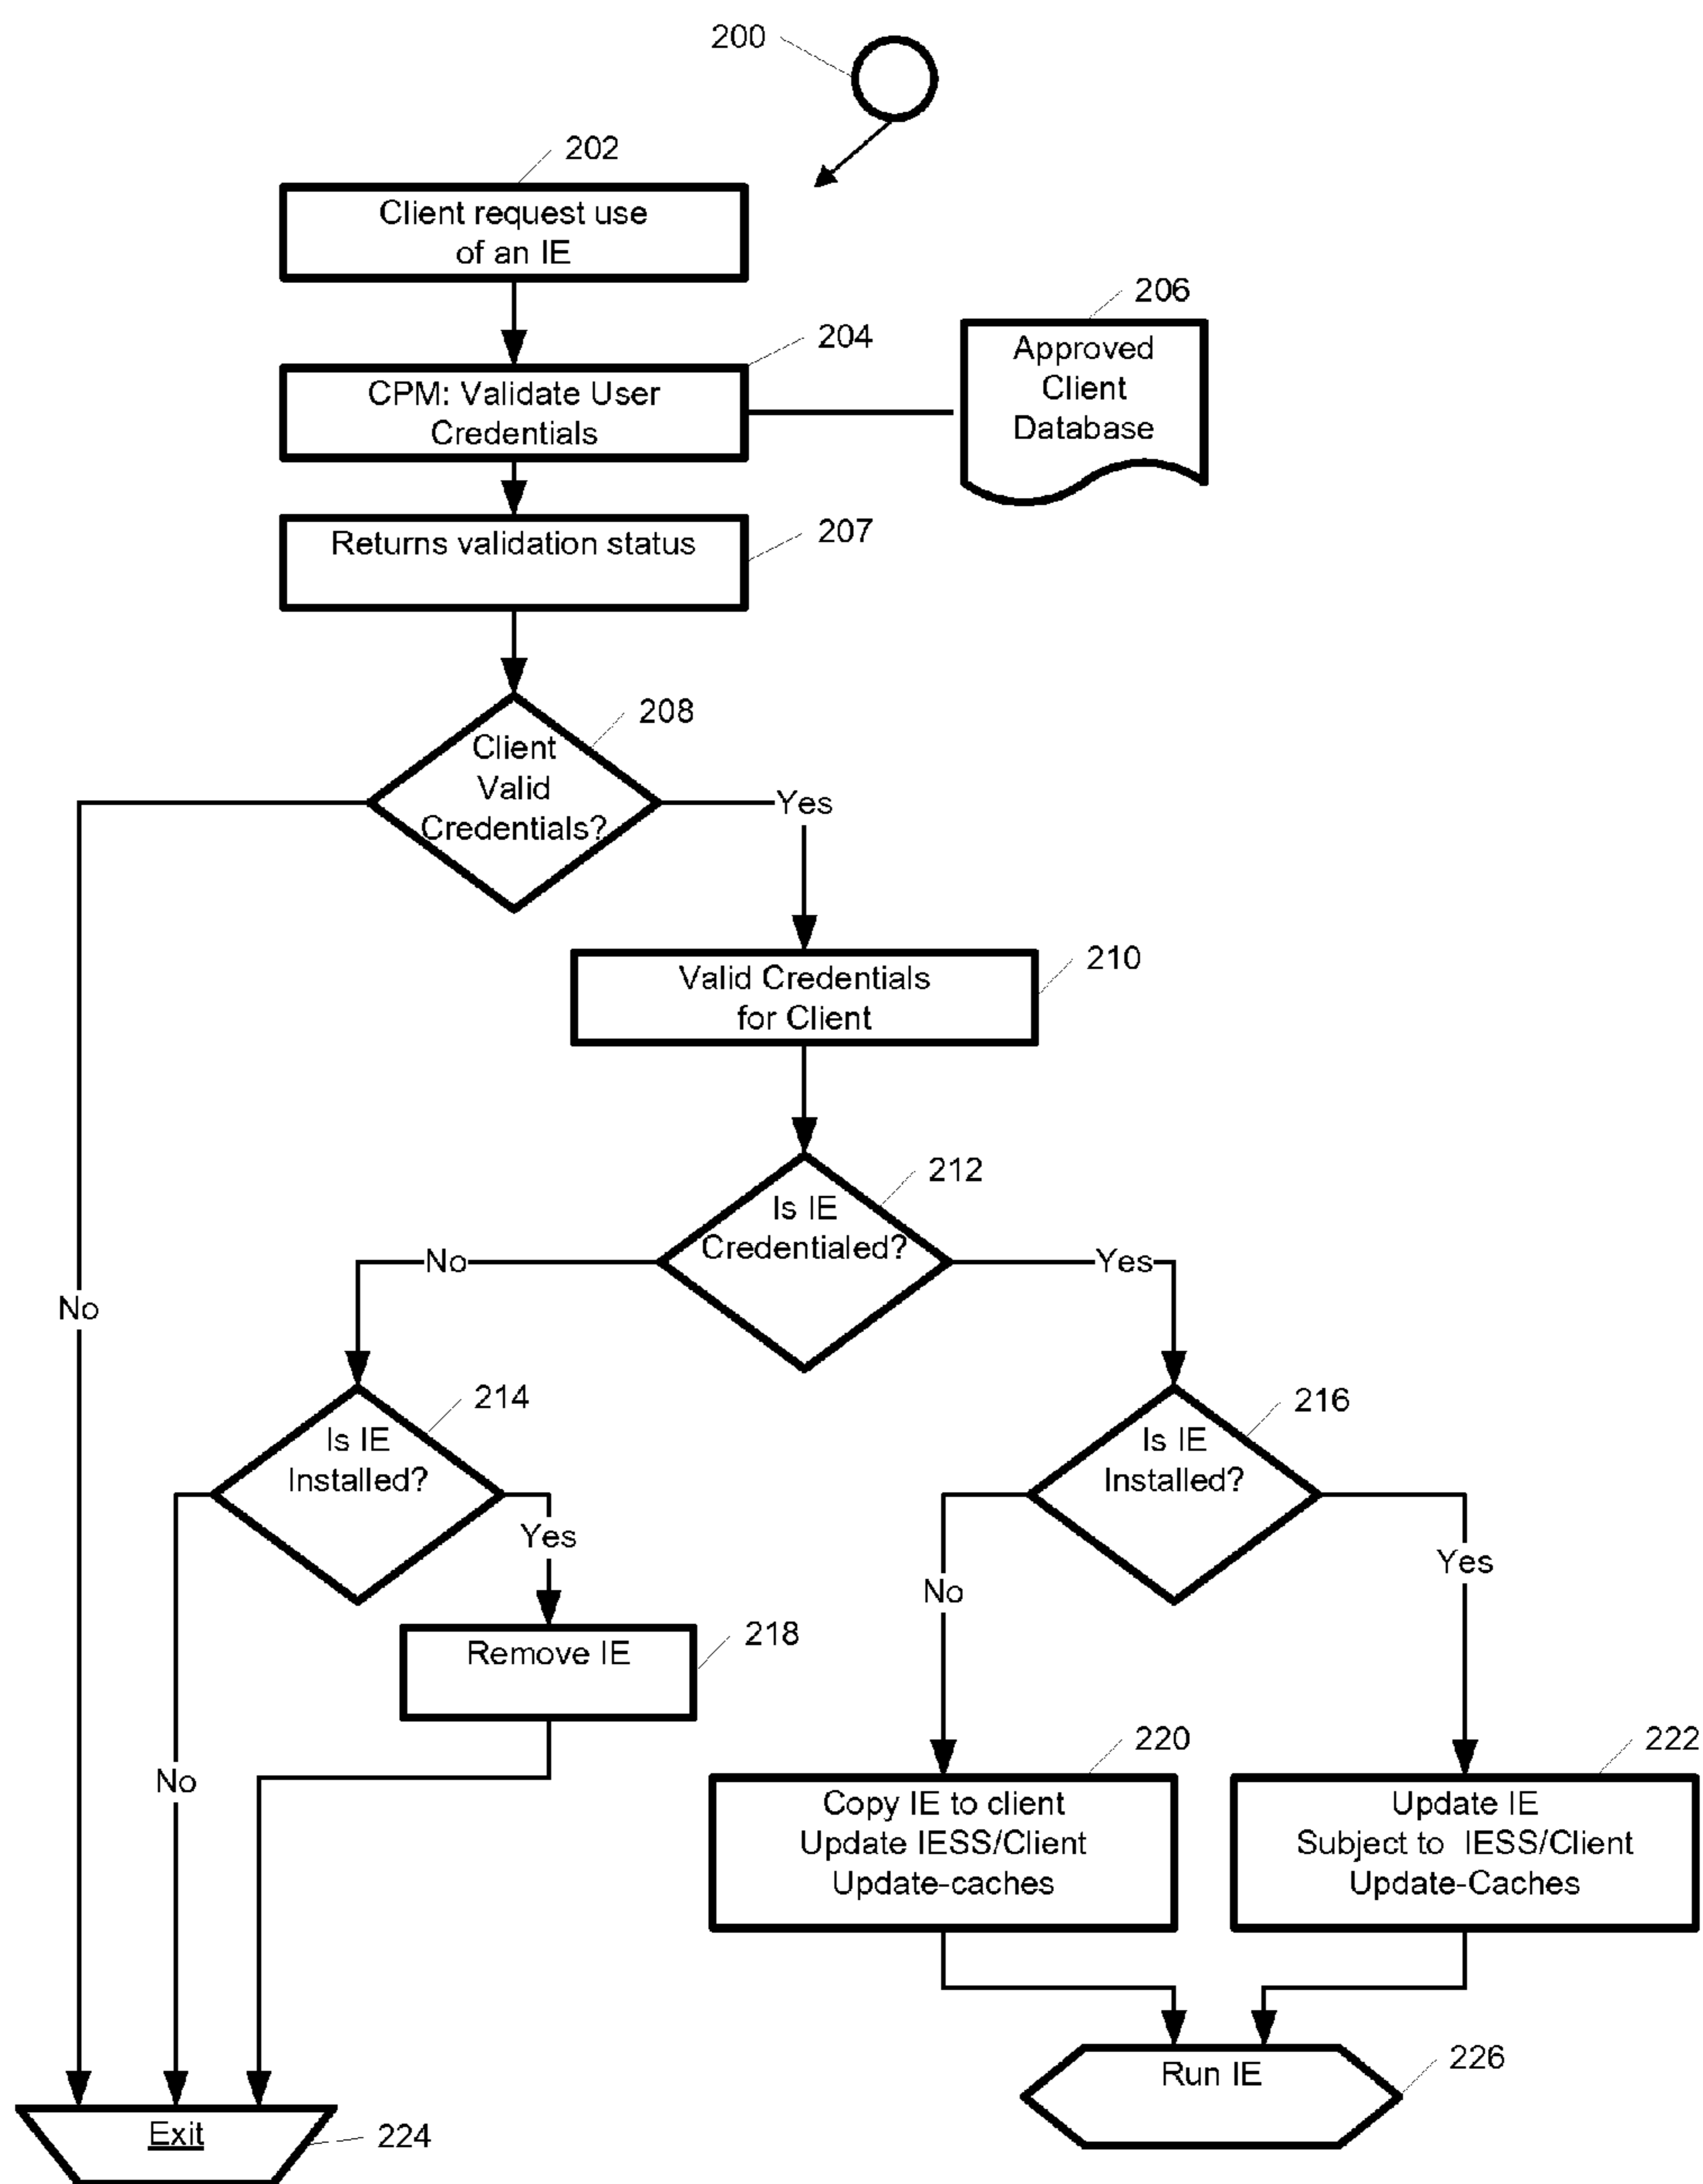 200
202
Client request use
of an IE
206
204
Approved
Client
Database
CPM: Validate User
Credentials
207
Returns validation status
208
Client
Valid
Credentials?
Yes
210
Valid Credentials
for Client
212
Is IE
Credentialed?
No
Yes
No
214
216
Is IE
Installed?
Is IE
Installed?
Yes
Yes
No
218
Remove IE
220
222
No
Copy IE to client
Update IESS/Client
Update-caches
Update IE
Subject to IESS/Client
Update-Caches
226
Run IE
Exit
224